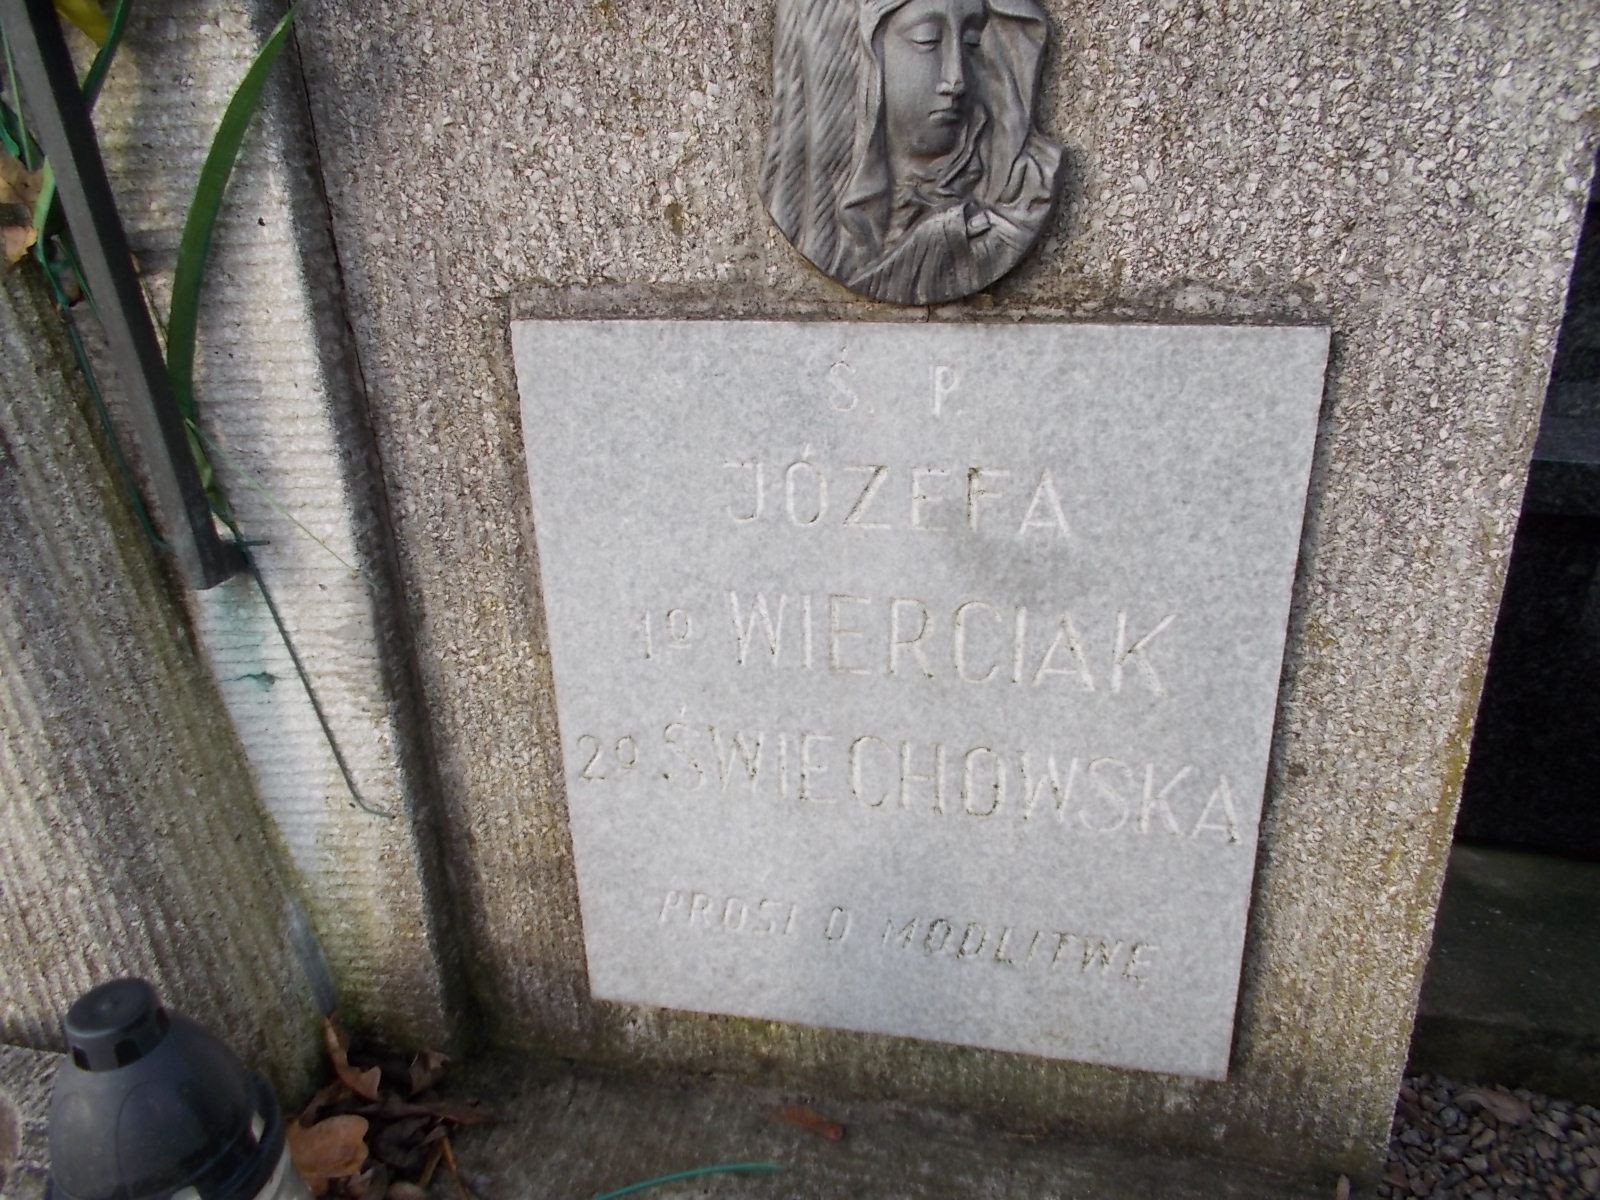 Ś. P.
JÓZEFA
1º WIERCIAK
2º ŚWIECHOWSKA
PROSI O MODLITWĘ